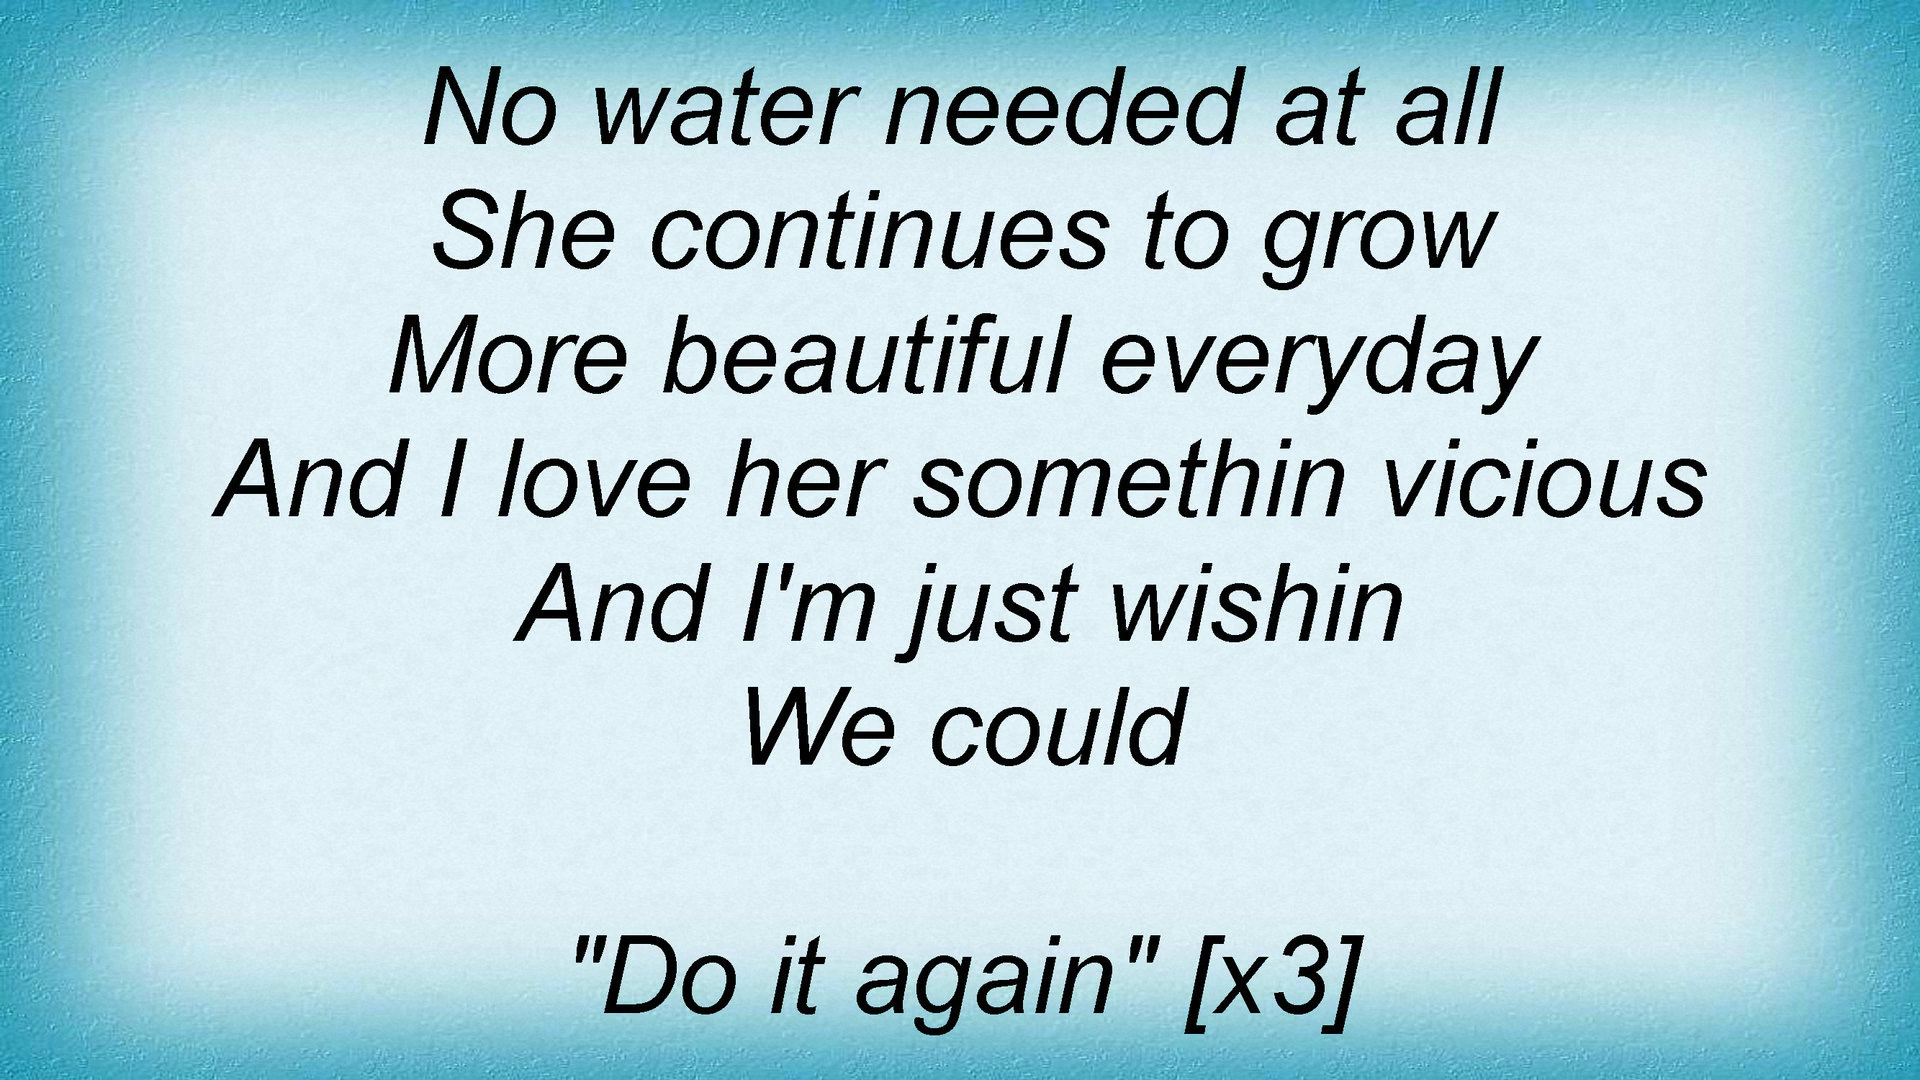 No water needed at all
She continues to grow
More beautiful everyday
And I love her somethin vicious
And I'm just wishin
We could
"Do it again" [x3]